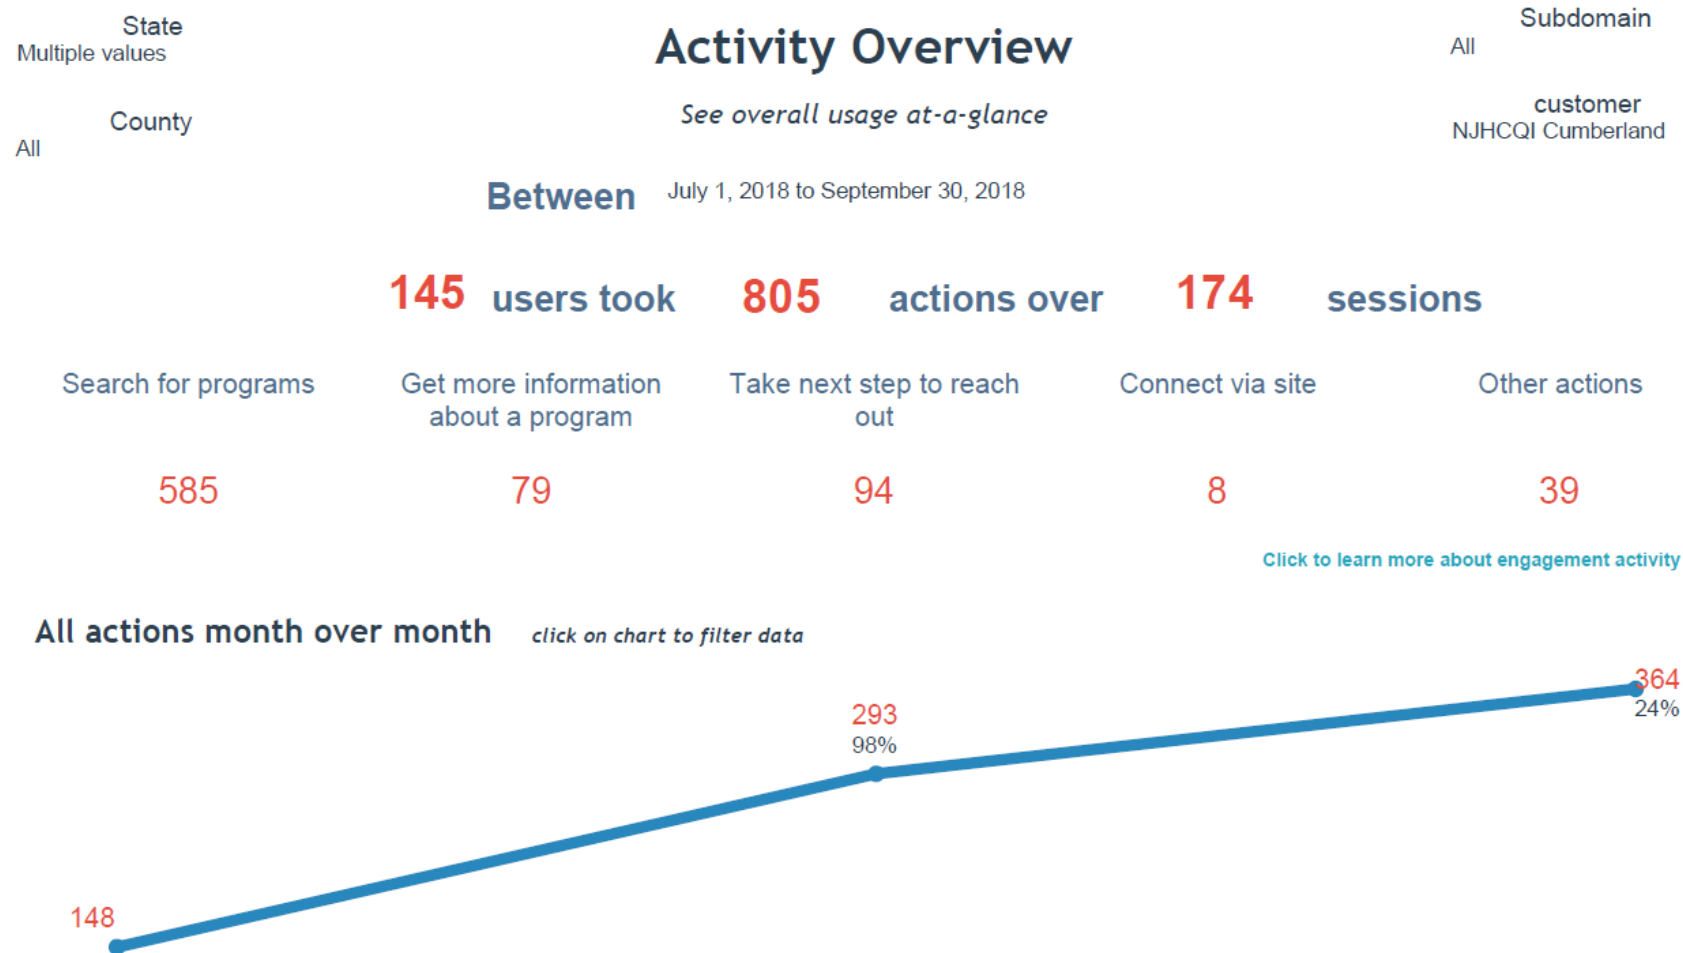 State
Multiple values
Activity Overview
Subdomain
All
See overall usage at-a-glance
customer
NJHCQI Cumberland
County
All
Between July 1, 2018 to September 30, 2018
145 users took 805 actions over 174 sessions
Search for programs
585
Get more information
about a program
79
Take next step to reach
out
94
Connect via site
8
Other actions
39
Click to learn more about engagement activity
All actions month over month click on chart to filter data
148
293
98%
364
24%